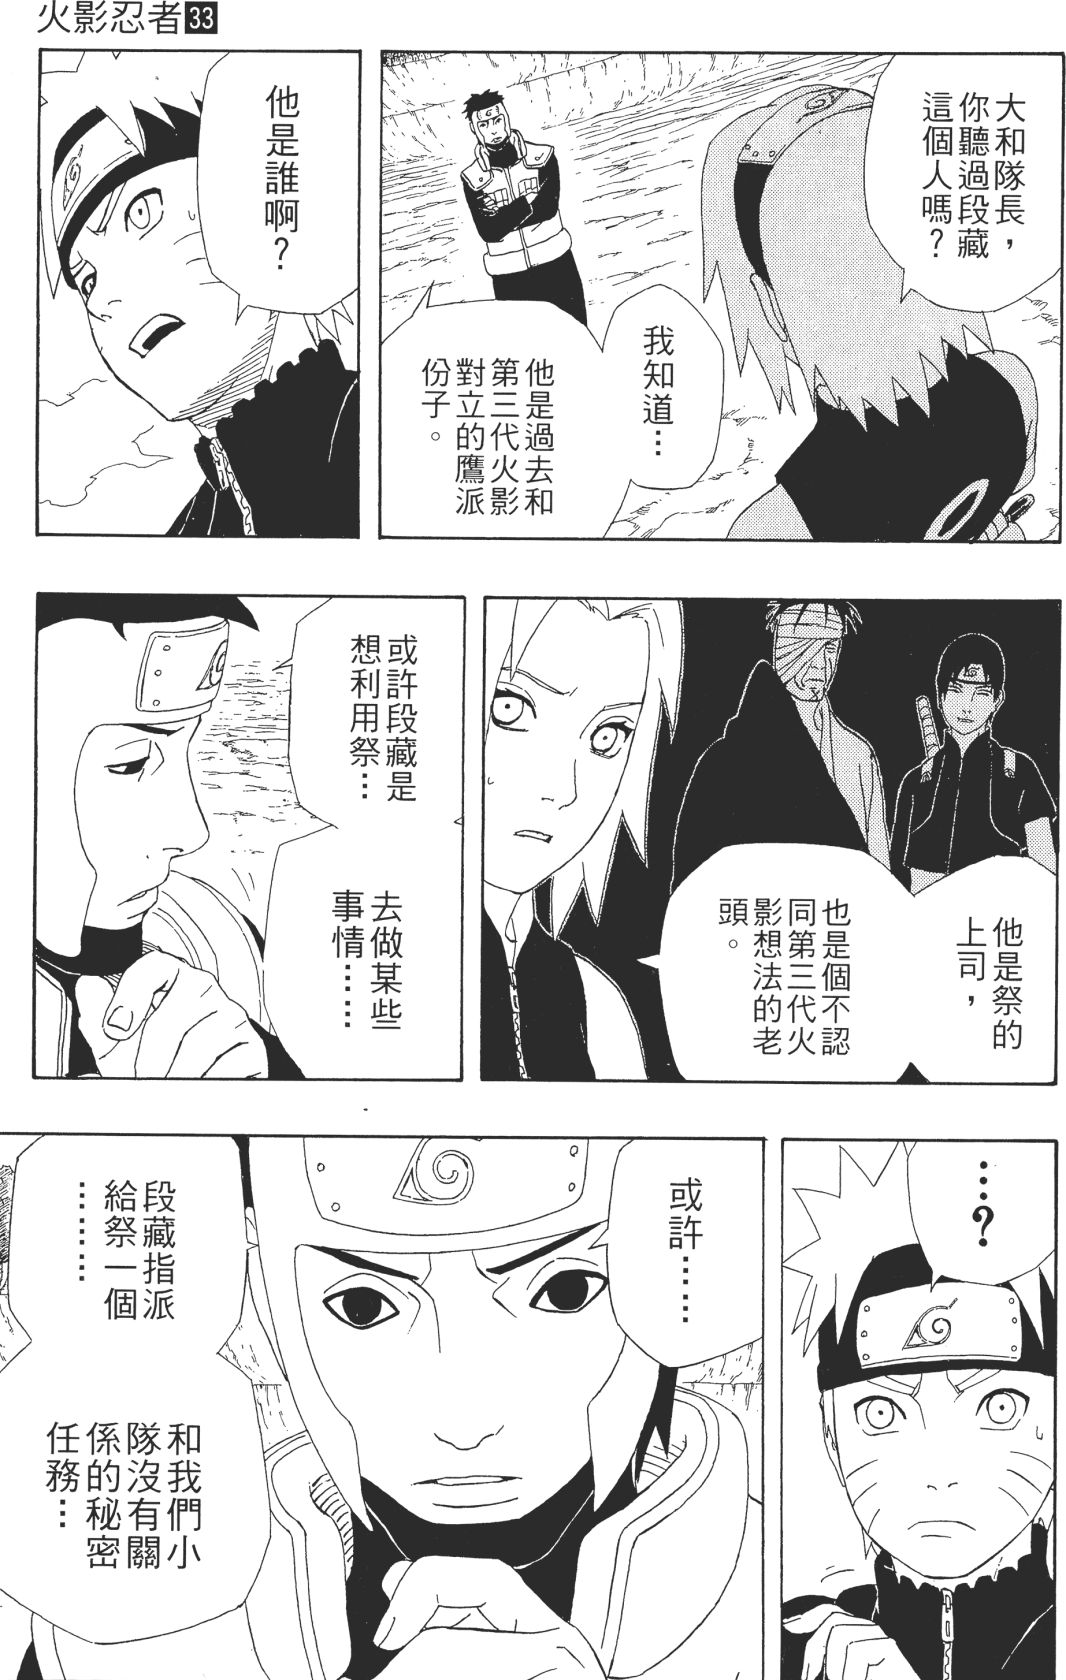 火影忍者33
大和隊長，
你聽過段藏
這個人嗎？
我知道…
他是過去和
第三代火影
對立的鷹派
份子。
他是誰啊？
他是祭的
上司，
也是個不認
同第三代火
影想法的老
頭。
或許段藏是
想利用祭…
去做某些
事情……
…？
或許……
段藏指派
給祭一個
………
和我們小
隊沒有關
係的秘密
任務…